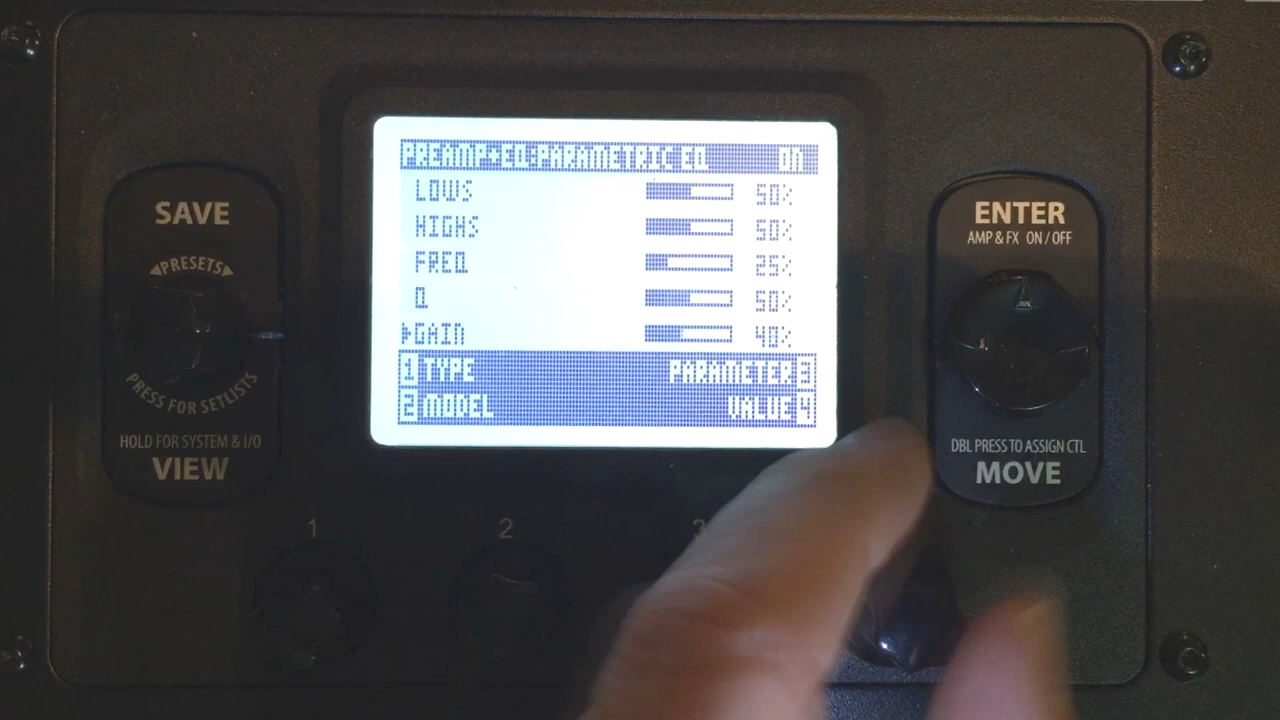 PREAMP+EQ:PARAMETRIC EQ ON
LOWS 50%
HIGHS 50%
FREQ 25%
Q 50%
GAIN 40%
1 TYPE PARAMETER 3
2 MODEL VALUE 4
SAVE
PRESETS
PRESS FOR SETLISTS
HOLD FOR SYSTEM & I/O
VIEW
ENTER
AMP & FX ON / OFF
DBL PRESS TO ASSIGN CTL
MOVE
1 2 3